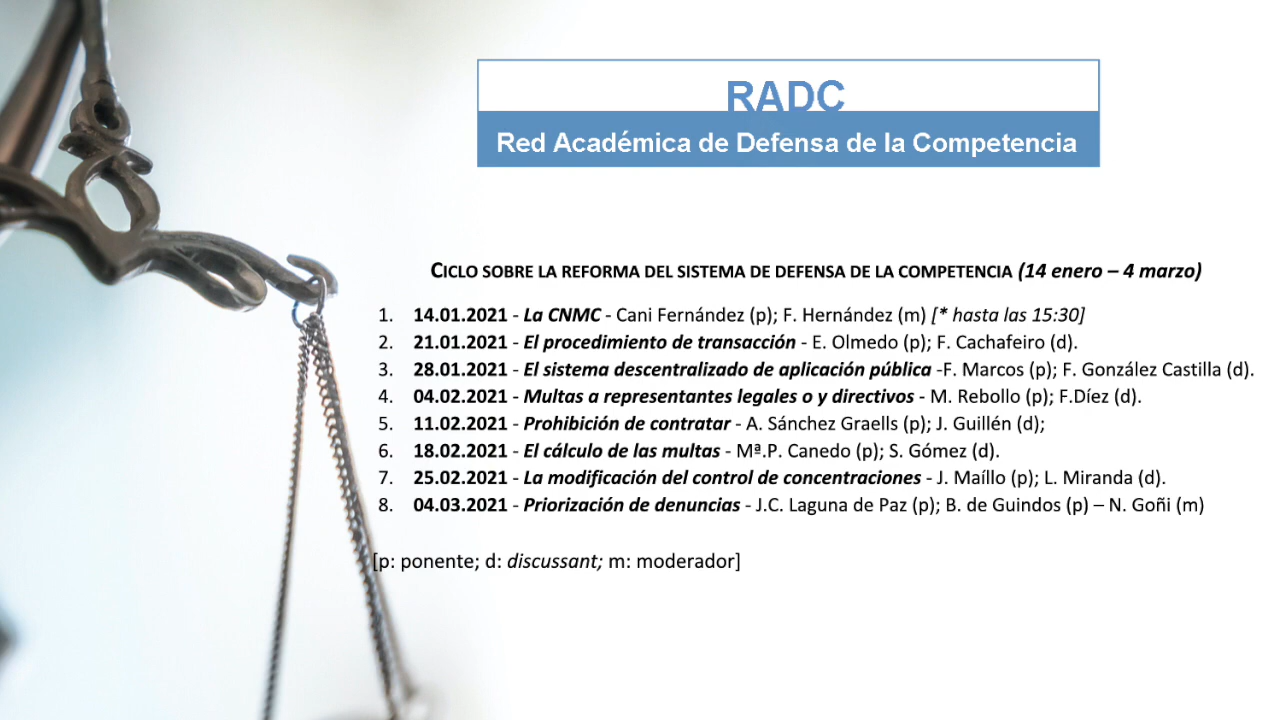 RADC
Red Académica de Defensa de la Competencia
CICLO SOBRE LA REFORMA DEL SISTEMA DE DEFENSA DE LA COMPETENCIA (14 enero – 4 marzo)
1. 14.01.2021 - La CNMC - Cani Fernández (p); F. Hernández (m) [* hasta las 15:30]
2. 21.01.2021 - El procedimiento de transacción - E. Olmedo (p); F. Cachafeiro (d).
3. 28.01.2021 - El sistema descentralizado de aplicación pública -F. Marcos (p); F. González Castilla (d).
4. 04.02.2021 - Multas a representantes legales o y directivos - M. Rebollo (p); F.Díez (d).
5. 11.02.2021 - Prohibición de contratar - A. Sánchez Graells (p); J. Guillén (d);
6. 18.02.2021 - El cálculo de las multas - Mª.P. Canedo (p); S. Gómez (d).
7. 25.02.2021 - La modificación del control de concentraciones - J. Maíllo (p); L. Miranda (d).
8. 04.03.2021 - Priorización de denuncias - J.C. Laguna de Paz (p); B. de Guindos (p) – N. Goñi (m)
[p: ponente; d: discussant; m: moderador]